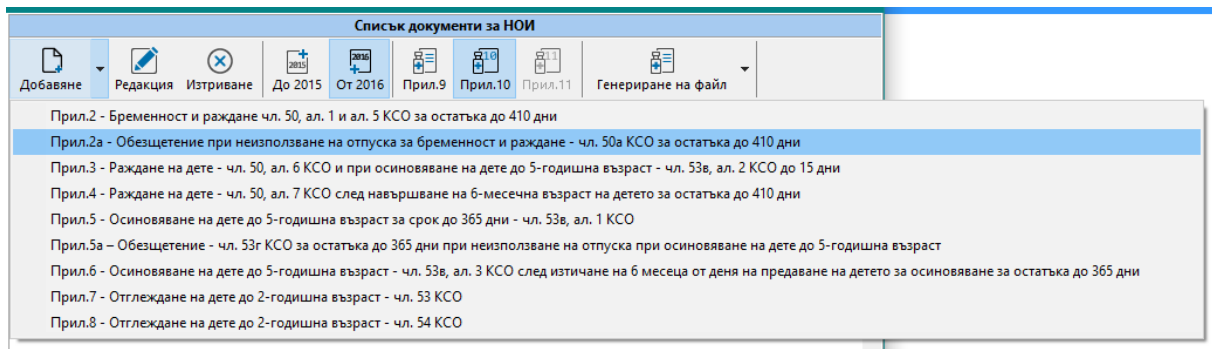 Списък документи за НОИ
Добавяне Редакция Изтриване До 2015 От 2016 Прил.9 Прил.10 Прил.11 Генериране на файл
Прил.2 - Бременност и раждане чл. 50, ал. 1 и ал. 5 КСО за остатъка до 410 дни
Прил.2а - Обезщетение при неизползване на отпуска за бременност и раждане - чл. 50а КСО за остатъка до 410 дни
Прил.3 - Раждане на дете - чл. 50, ал. 6 КСО и при осиновяване на дете до 5-годишна възраст - чл. 53в, ал. 2 КСО до 15 дни
Прил.4 - Раждане на дете - чл. 50, ал. 7 КСО след навършване на 6-месечна възраст на детето за остатъка до 410 дни
Прил.5 - Осиновяване на дете до 5-годишна възраст за срок до 365 дни - чл. 53в, ал. 1 КСО
Прил.5а – Обезщетение - чл. 53г КСО за остатъка до 365 дни при неизползване на отпуска при осиновяване на дете до 5-годишна възраст
Прил.6 - Осиновяване на дете до 5-годишна възраст - чл. 53в, ал. 3 КСО след изтичане на 6 месеца от деня на предаване на детето за осиновяване за остатъка до 365 дни
Прил.7 - Отглеждане на дете до 2-годишна възраст - чл. 53 КСО
Прил.8 - Отглеждане на дете до 2-годишна възраст - чл. 54 КСО